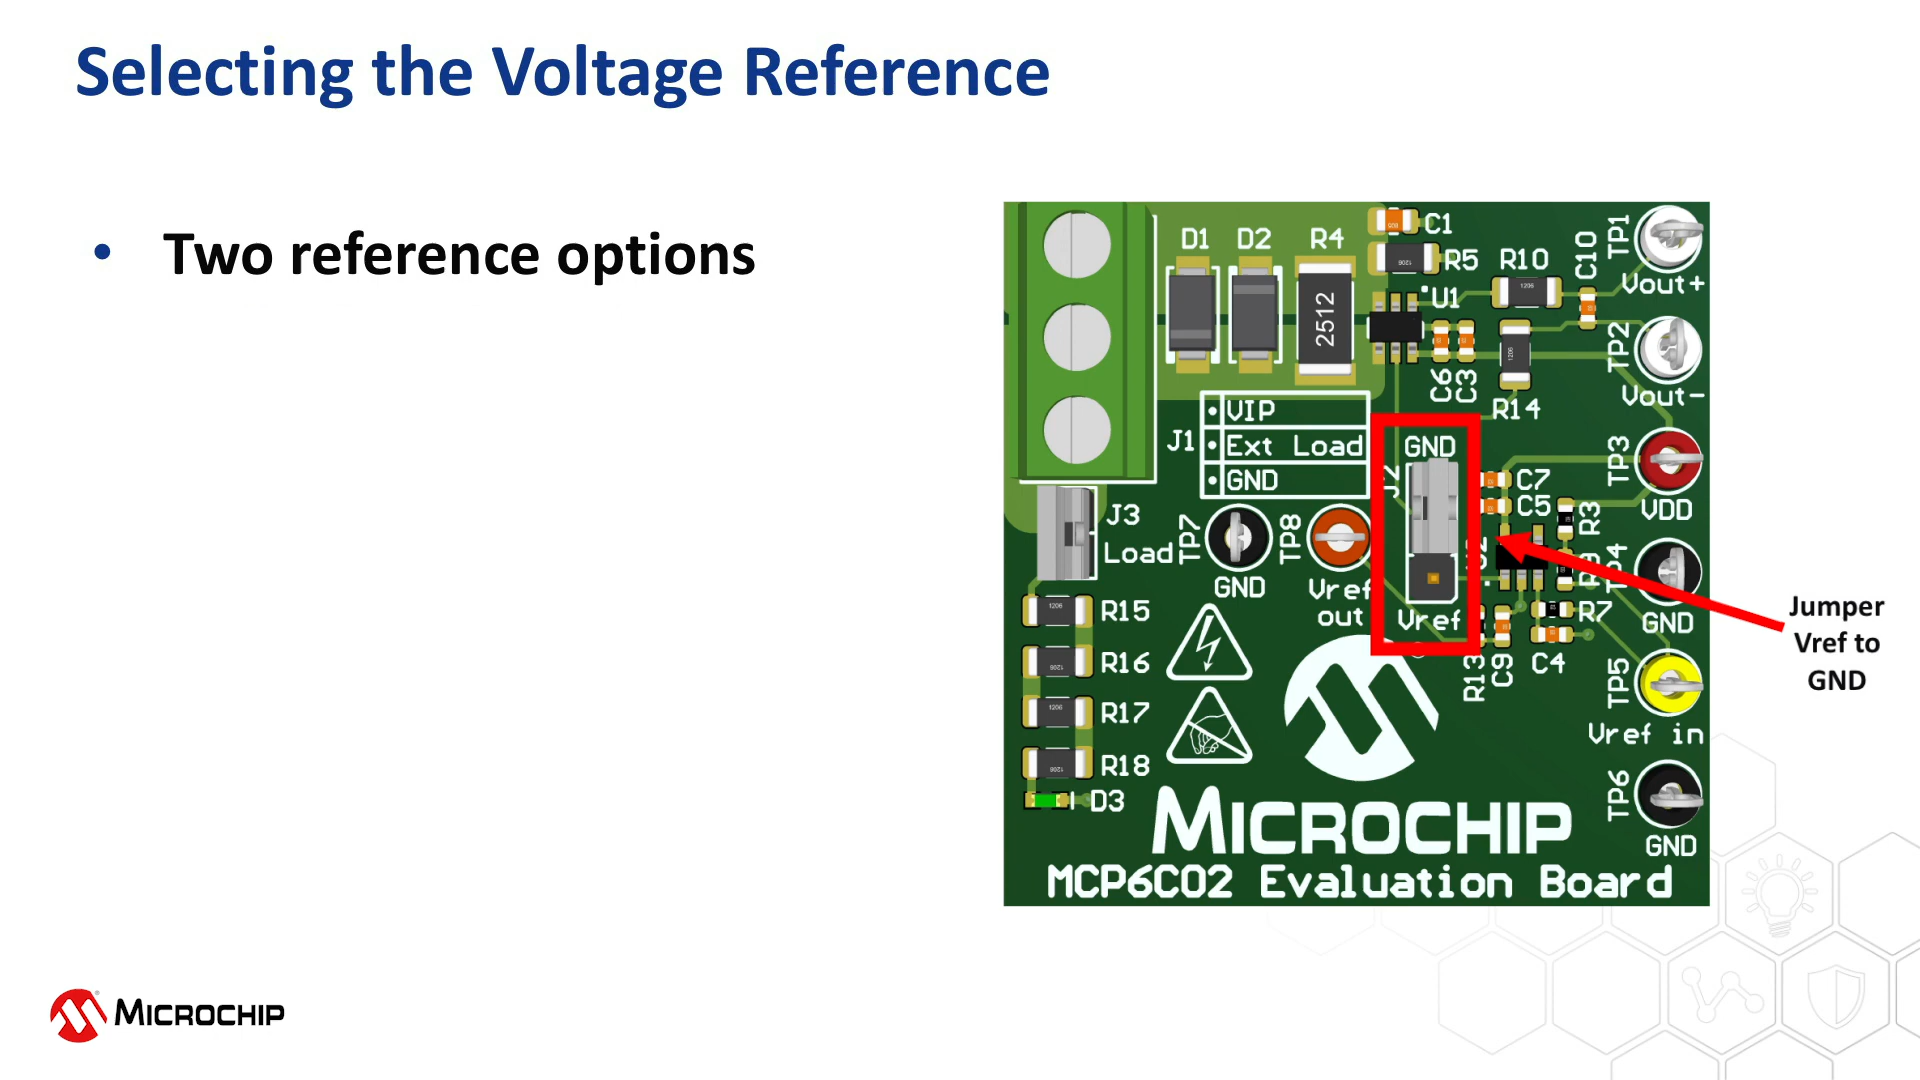 Selecting the Voltage Reference
• Two reference options
D1
D2
R4
2512
C1
R5
R10
C10
TP1
Vout+
U1
C6
C3
R14
TP2
Vout-
J1
VIP
Ext Load
GND
GND
J2
C7
C5
R3
TP3
VDD
J3
Load
TP7
GND
TP8
Vref
out
Vref
R7
TP4
GND
R13
C9
C4
Jumper
Vref to
GND
R15
R16
R17
R18
D3
TP5
Vref in
TP6
GND
MICROCHIP
MCP6C02 Evaluation Board
MICROCHIP